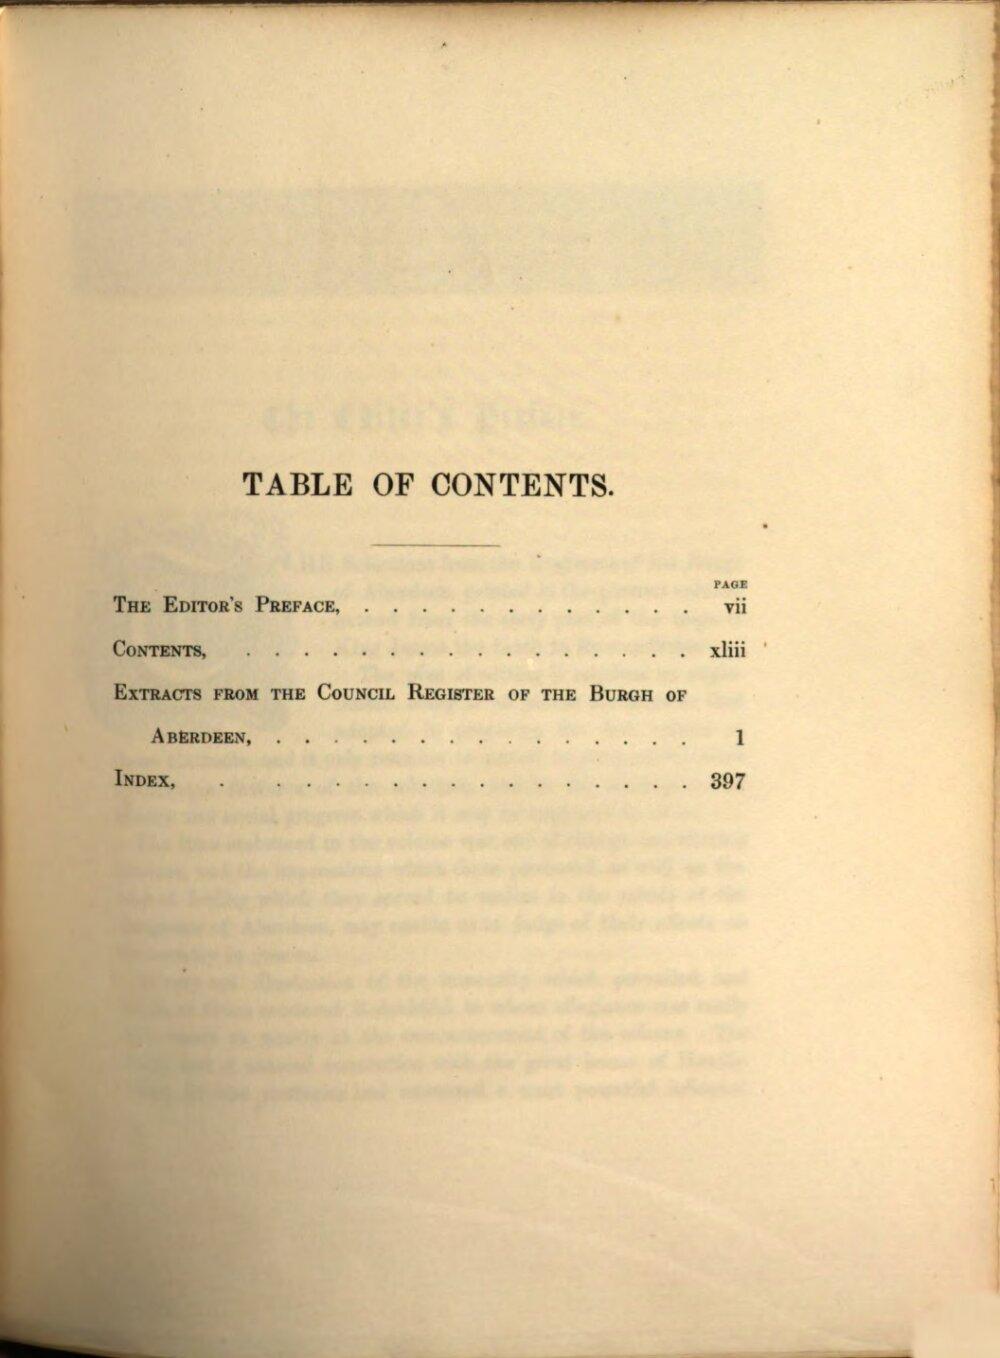 TABLE OF CONTENTS.
PAGE
THE EDITOR'S PREFACE, . . . . . . . . . . . . vii
CONTENTS, . . . . . . . . . . . . . . . . xliii
EXTRACTS FROM THE COUNCIL REGISTER OF THE BURGH OF
ABERDEEN, . . . . . . . . . . . . . . . 1
INDEX, . . . . . . . . . . . . . . . . 397